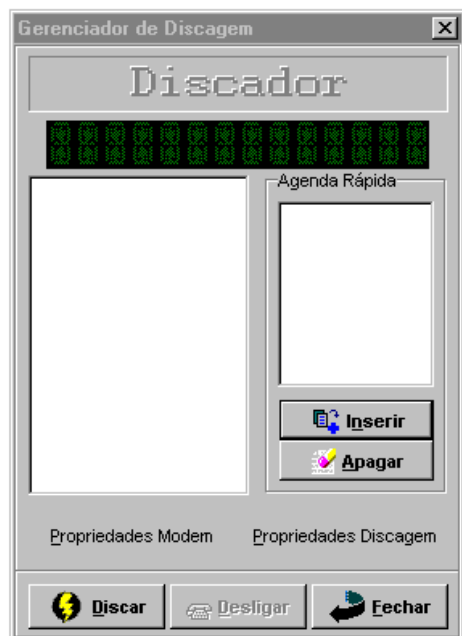 Gerenciador de Discagem
Discador
Agenda Rápida
Inserir
Apagar
Propriedades Modem Propriedades Discagem
Discar Desligar Fechar